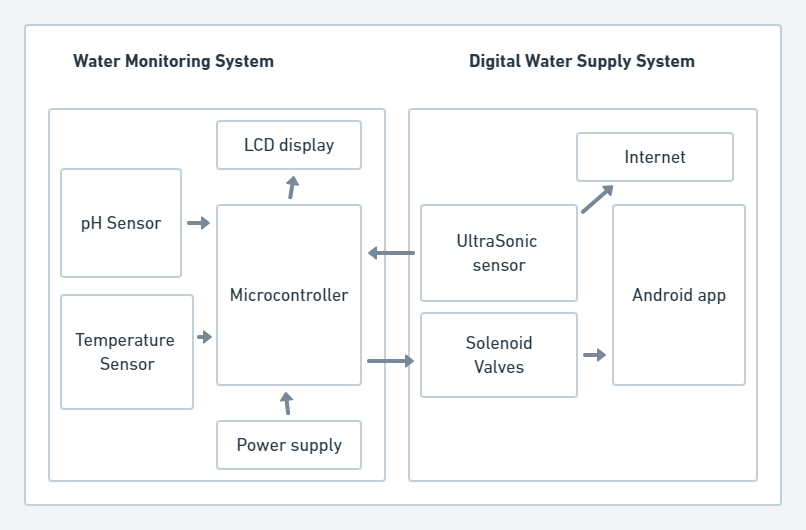 Water Monitoring System
Digital Water Supply System
LCD display
pH Sensor
Microcontroller
Temperature
Sensor
Power supply
Internet
UltraSonic
sensor
Android app
Solenoid
Valves